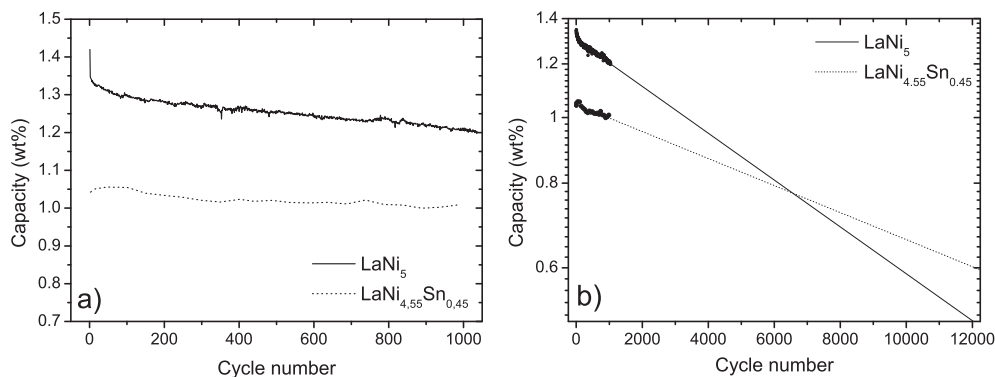 1.5
1.4
1.3
1.2
1.1
1.0
0.9
0.8
0.7
Capacity (wt%)
0 200 400 600 800 1000
Cycle number
LaNi₅
LaNi₄,₅₅Sn₀,₄₅
a)
1.4
1.2
1
0.8
0.6
Capacity (wt%)
0 2000 4000 6000 8000 10000 12000
Cycle number
LaNi₅
LaNi₄.₅₅Sn₀.₄₅
b)